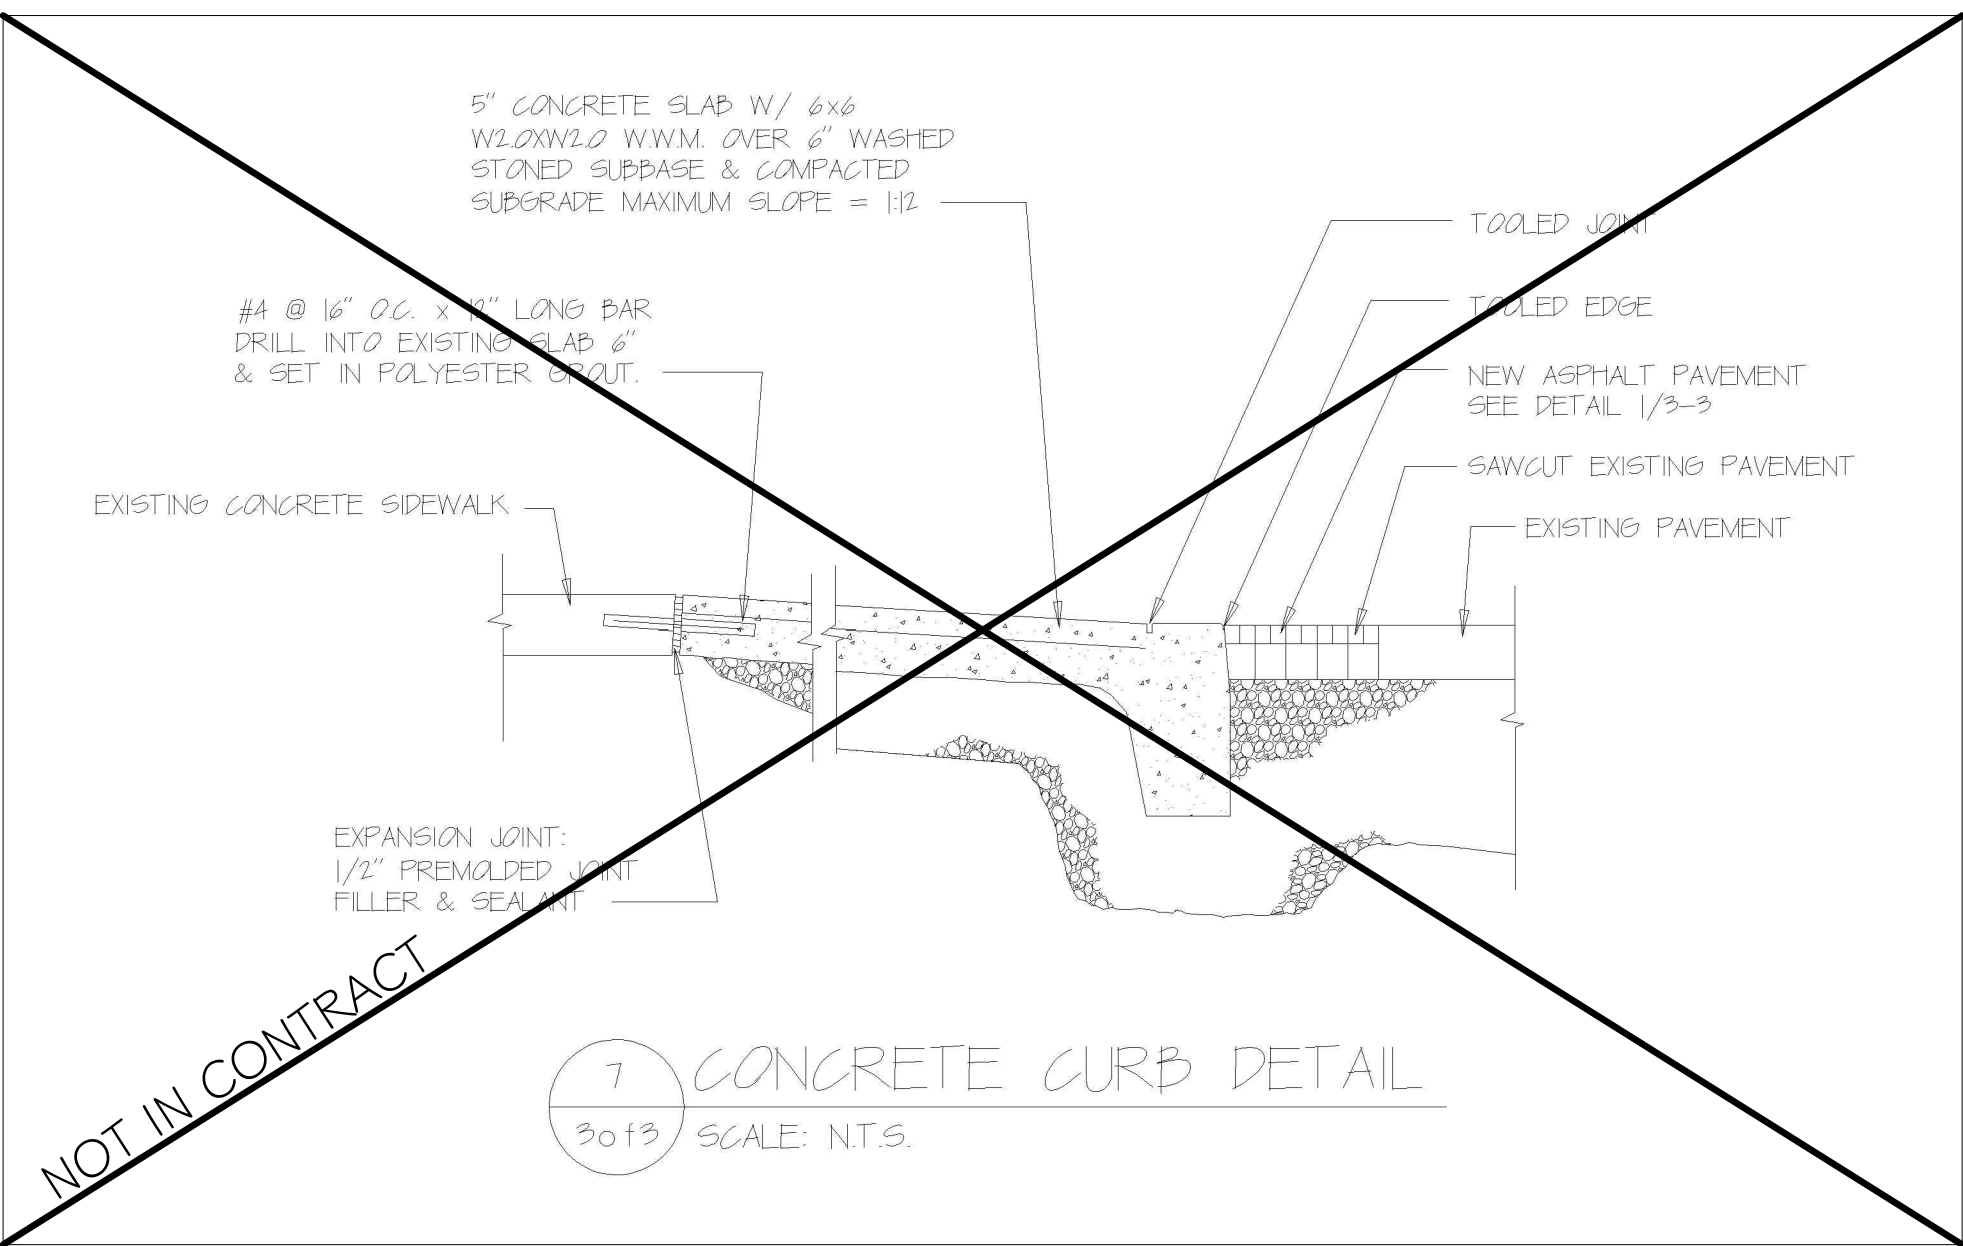 5" CONCRETE SLAB W/ 6x6
W2.0XW2.0 W.W.M. OVER 6" WASHED
STONED SUBBASE & COMPACTED
SUBGRADE MAXIMUM SLOPE = 1:12
TOOLED JOINT
#4 @ 16" O.C. x 12" LONG BAR
DRILL INTO EXISTING SLAB 6"
& SET IN POLYESTER GROUT.
TOOLED EDGE
NEW ASPHALT PAVEMENT
SEE DETAIL 1/3-3
SAWCUT EXISTING PAVEMENT
EXISTING CONCRETE SIDEWALK
EXISTING PAVEMENT
EXPANSION JOINT:
1/2" PREMOLDED JOINT
FILLER & SEALANT
NOT IN CONTRACT
7
CONCRETE CURB DETAIL
3of3
SCALE: N.T.S.